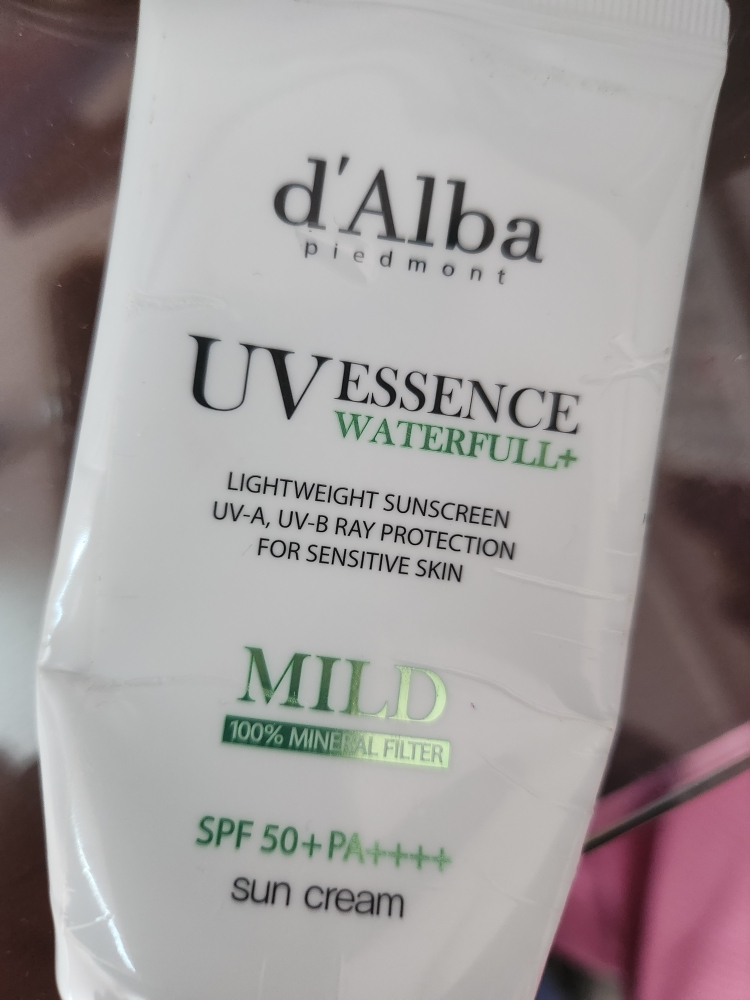 d'Alba
piedmont
UV ESSENCE
WATERFULL+
LIGHTWEIGHT SUNSCREEN
UV-A, UV-B RAY PROTECTION
FOR SENSITIVE SKIN
MILD
100% MINERAL FILTER
SPF 50+ PA++++
sun cream